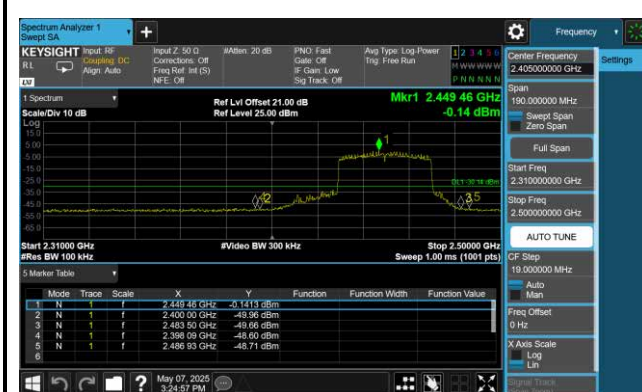 Spectrum Analyzer 1
Swept SA
+
Frequency
KEYSIGHT Input: RF Input Z: 50 Ω #Atten: 20 dB PNO: Fast Avg Type: Log-Power 1 2 3 4 5 6
RL Coupling: DC Corrections: Off Gate: Off Trig: Free Run M W W W W W
Align: Auto Freq Ref: Int (S) IF Gain: Low P N N N N N
LXI NFE: Off Sig Track: Off
1 Spectrum Ref Lvl Offset 21.00 dB Mkr1 2.449 46 GHz
Scale/Div 10 dB Ref Level 25.00 dBm -0.14 dBm
Log
15.0
5.00
-5.00
-15.0
-25.0
-35.0
-45.0
-55.0
-65.0
1
DL1 -30.14 dBm
Start 2.31000 GHz #Video BW 300 kHz Stop 2.50000 GHz
#Res BW 100 kHz Sweep 1.00 ms (1001 pts)
5 Marker Table
Mode Trace Scale X Y Function Function Width Function Value
1 N 1 f 2.449 46 GHz -0.1413 dBm
2 N 1 f 2.400 00 GHz -49.96 dBm
3 N 1 f 2.483 50 GHz -49.66 dBm
4 N 1 f 2.398 09 GHz -48.60 dBm
5 N 1 f 2.486 93 GHz -48.71 dBm
6
May 07, 2025
3:24:57 PM
Center Frequency
2.405000000 GHz
Settings
Span
190.000000 MHz
Swept Span
Zero Span
Full Span
Start Freq
2.310000000 GHz
Stop Freq
2.500000000 GHz
AUTO TUNE
CF Step
19.000000 MHz
Auto
Man
Freq Offset
0 Hz
X Axis Scale
Log
Lin
Signal Track